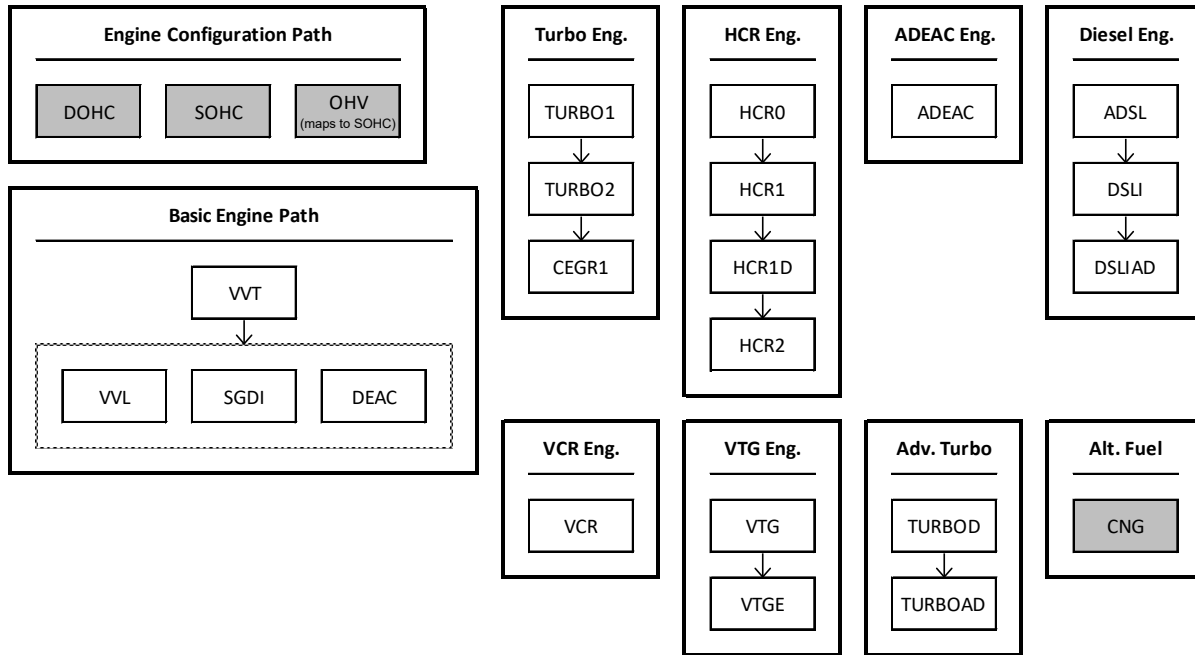 Engine Configuration Path
DOHC
SOHC
OHV
(maps to SOHC)
Basic Engine Path
VVT
VVL
SGDI
DEAC
Turbo Eng.
TURBO1
TURBO2
CEGR1
HCR Eng.
HCR0
HCR1
HCR1D
HCR2
ADEAC Eng.
ADEAC
Diesel Eng.
ADSL
DSLI
DSLIAD
VCR Eng.
VCR
VTG Eng.
VTG
VTGE
Adv. Turbo
TURBOD
TURBOAD
Alt. Fuel
CNG